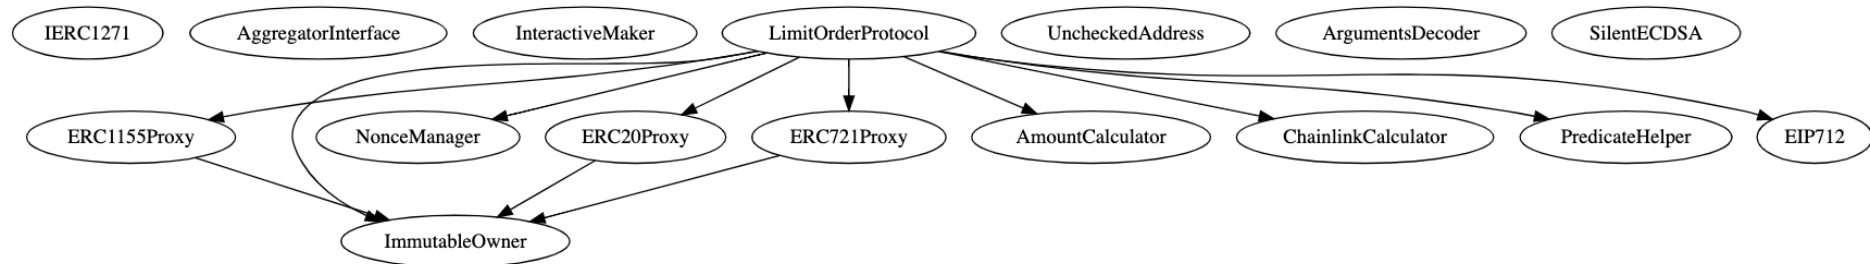 IERC1271
AggregatorInterface
InteractiveMaker
LimitOrderProtocol
UncheckedAddress
ArgumentsDecoder
SilentECDSA
ERC1155Proxy
NonceManager
ERC20Proxy
ERC721Proxy
AmountCalculator
ChainlinkCalculator
PredicateHelper
EIP712
ImmutableOwner